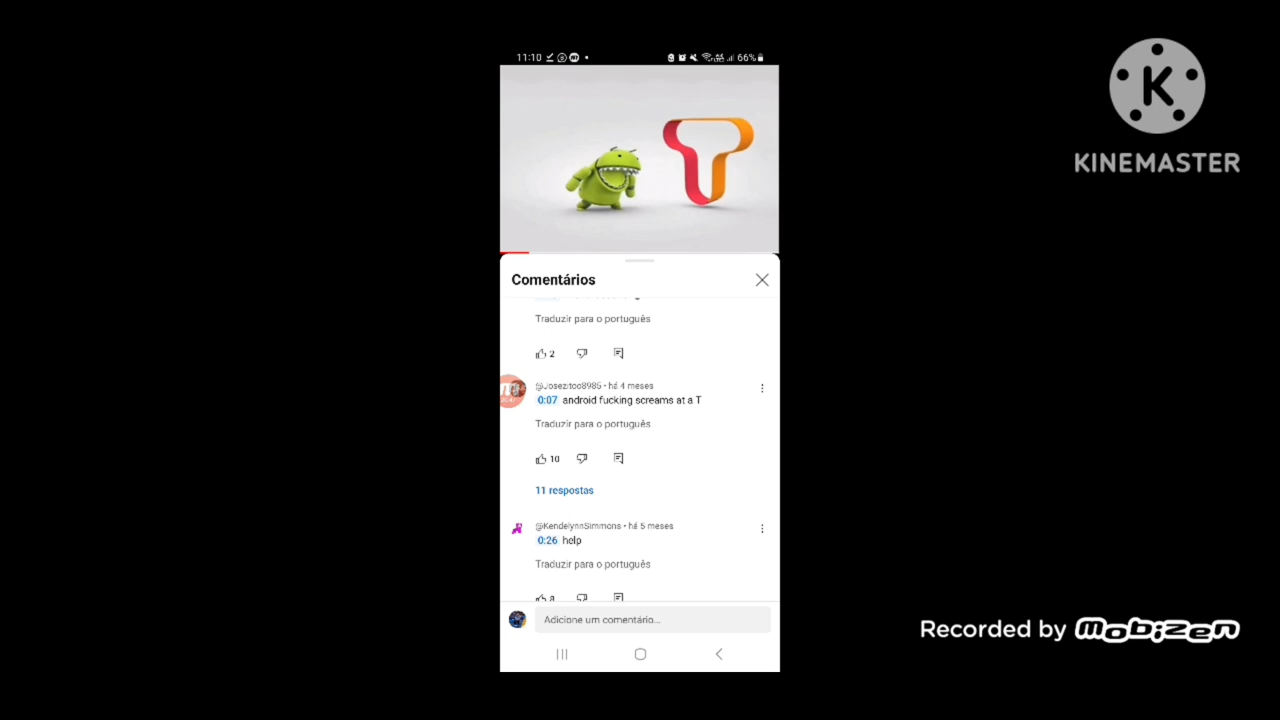 11:10
66%
K
KINEMASTER
T
Comentários
Traduzir para o português
2
@Josezitoo8985 • há 4 meses
0:07 android fucking screams at a T
Traduzir para o português
10
11 respostas
@KendelynnSimmons • há 5 meses
0:26 help
Traduzir para o português
8
Adicione um comentário...
Recorded by mobizen